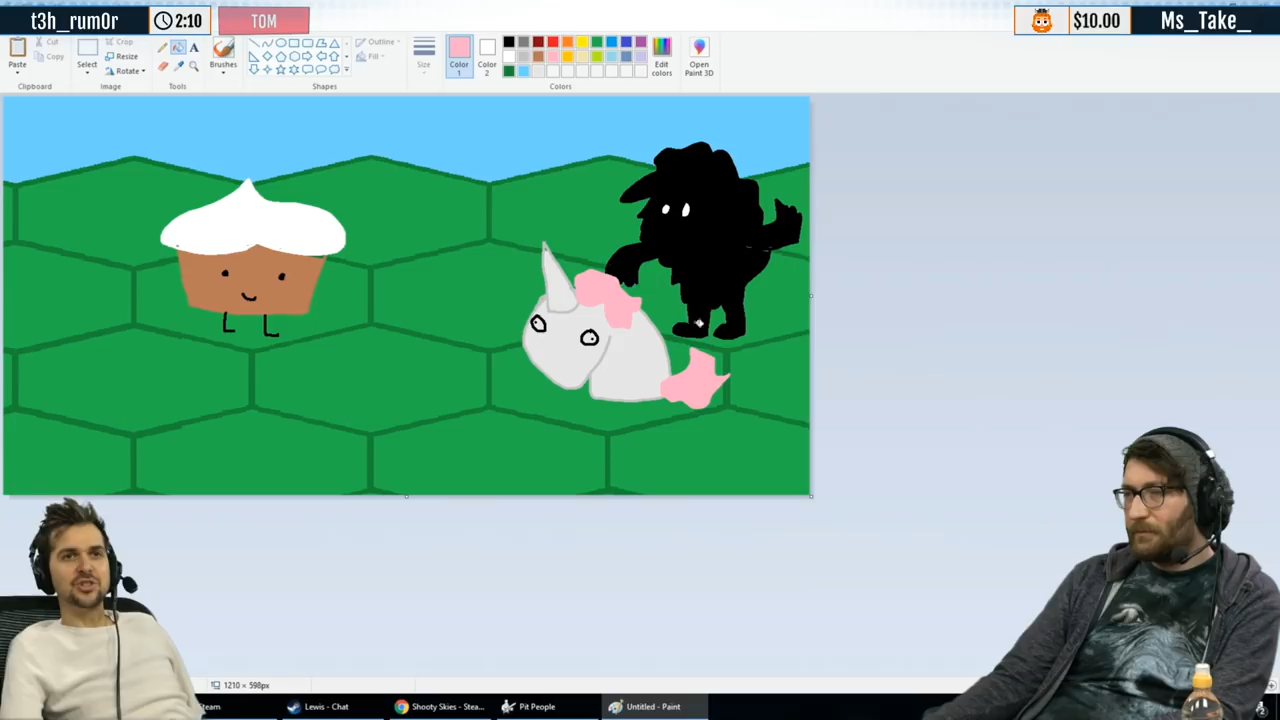 t3h_rum0r
2:10
TOM
$10.00
Ms_Take_
Paste
Cut
Copy
Clipboard
Select
Crop
Resize
Rotate
Image
A
Tools
Brushes
Outline
Fill
Shapes
Size
Color
1
Color
2
Edit
colors
Colors
Open
Paint 3D
1210 × 598px
Steam
Lewis - Chat
Shooty Skies - Stea...
Pit People
Untitled - Paint